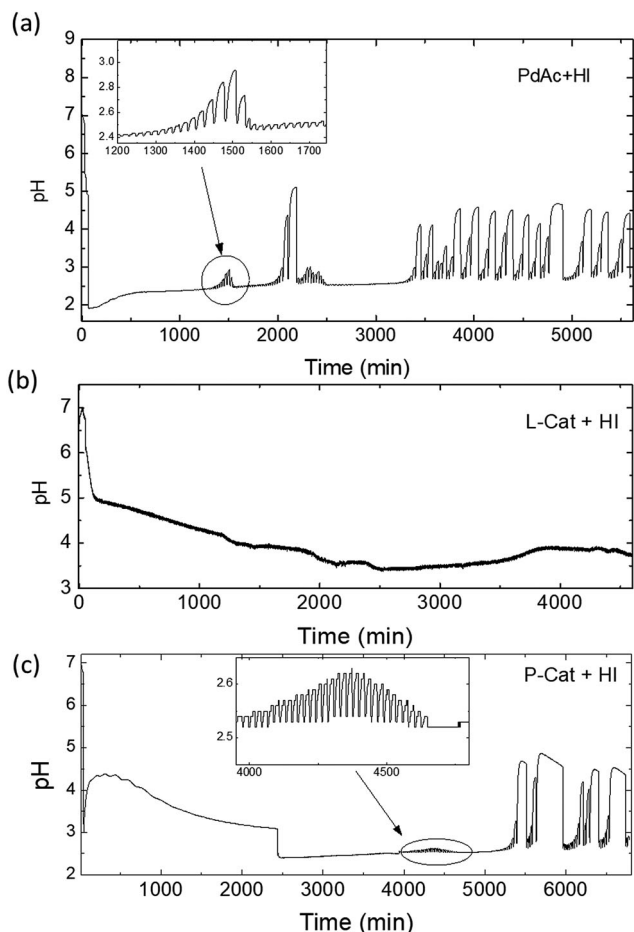 (a)
9
8
7
6
5
4
3
2
pH
3.0
2.8
2.6
2.4
1200 1300 1400 1500 1600 1700
PdAc+HI
0 1000 2000 3000 4000 5000
Time (min)
(b)
7
6
5
4
3
pH
L-Cat + HI
0 1000 2000 3000 4000
Time (min)
(c)
7
6
5
4
3
2
pH
2.6
2.5
4000 4500
P-Cat + HI
1000 2000 3000 4000 5000 6000
Time (min)